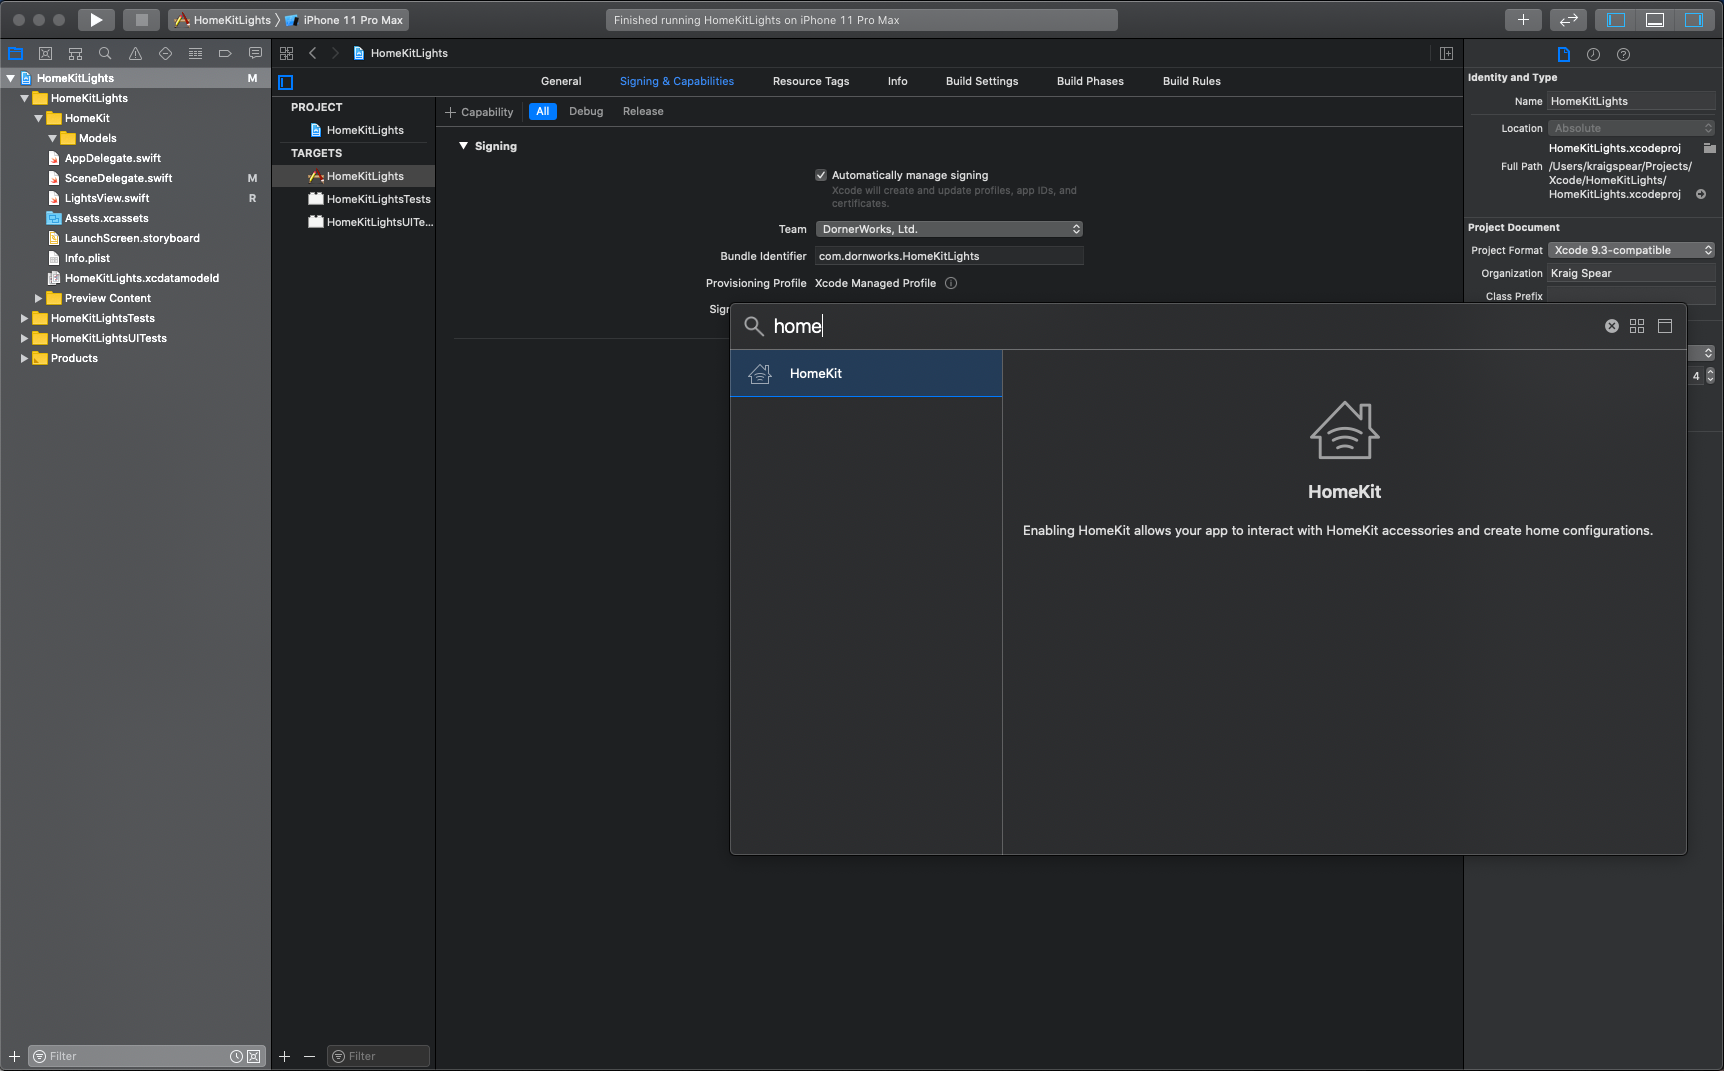 HomeKitLights
iPhone 11 Pro Max
Finished running HomeKitLights on iPhone 11 Pro Max
HomeKitLights M
HomeKitLights
HomeKit
Models
AppDelegate.swift
SceneDelegate.swift M
LightsView.swift R
Assets.xcassets
LaunchScreen.storyboard
Info.plist
HomeKitLights.xcdatamodeld
Preview Content
HomeKitLightsTests
HomeKitLightsUITests
Products
Filter
HomeKitLights
General
Signing & Capabilities
Resource Tags
Info
Build Settings
Build Phases
Build Rules
PROJECT
HomeKitLights
TARGETS
HomeKitLights
HomeKitLightsTests
HomeKitLightsUITe...
Filter
Capability
All
Debug
Release
Signing
Automatically manage signing
Xcode will create and update profiles, app IDs, and
certificates.
Team DornerWorks, Ltd.
Bundle Identifier com.dornworks.HomeKitLights
Provisioning Profile Xcode Managed Profile
home
HomeKit
HomeKit
Enabling HomeKit allows your app to interact with HomeKit accessories and create home configurations.
Identity and Type
Name HomeKitLights
Location Absolute
HomeKitLights.xcodeproj
Full Path /Users/kraigspear/Projects/
Xcode/HomeKitLights/
HomeKitLights.xcodeproj
Project Document
Project Format Xcode 9.3-compatible
Organization Kraig Spear
Class Prefix
4